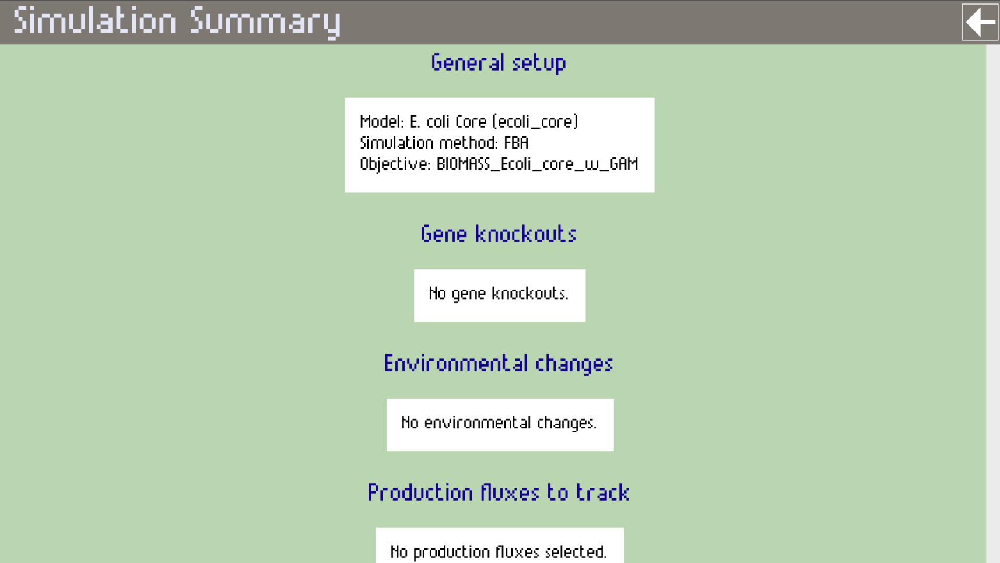 Simulation Summary
General setup
Model: E. coli Core (ecoli_core)
Simulation method: FBA
Objective: BIOMASS_Ecoli_core_w_GAM
Gene knockouts
No gene knockouts.
Environmental changes
No environmental changes.
Production fluxes to track
No production fluxes selected.